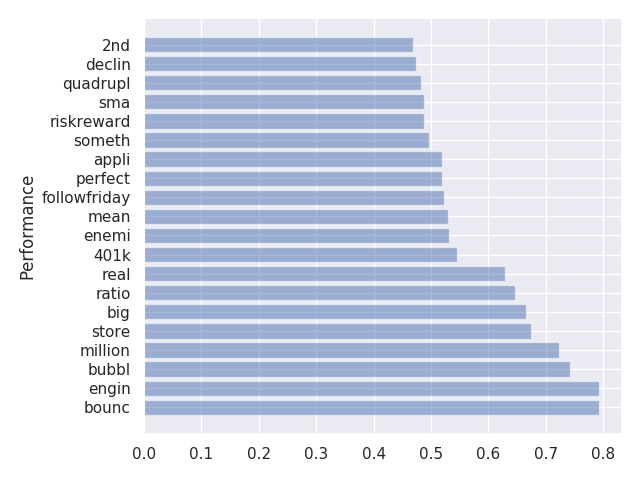 Performance
2nd
declin
quadrupl
sma
riskreward
someth
appli
perfect
followfriday
mean
enemi
401k
real
ratio
big
store
million
bubbl
engin
bounc
0.0 0.1 0.2 0.3 0.4 0.5 0.6 0.7 0.8